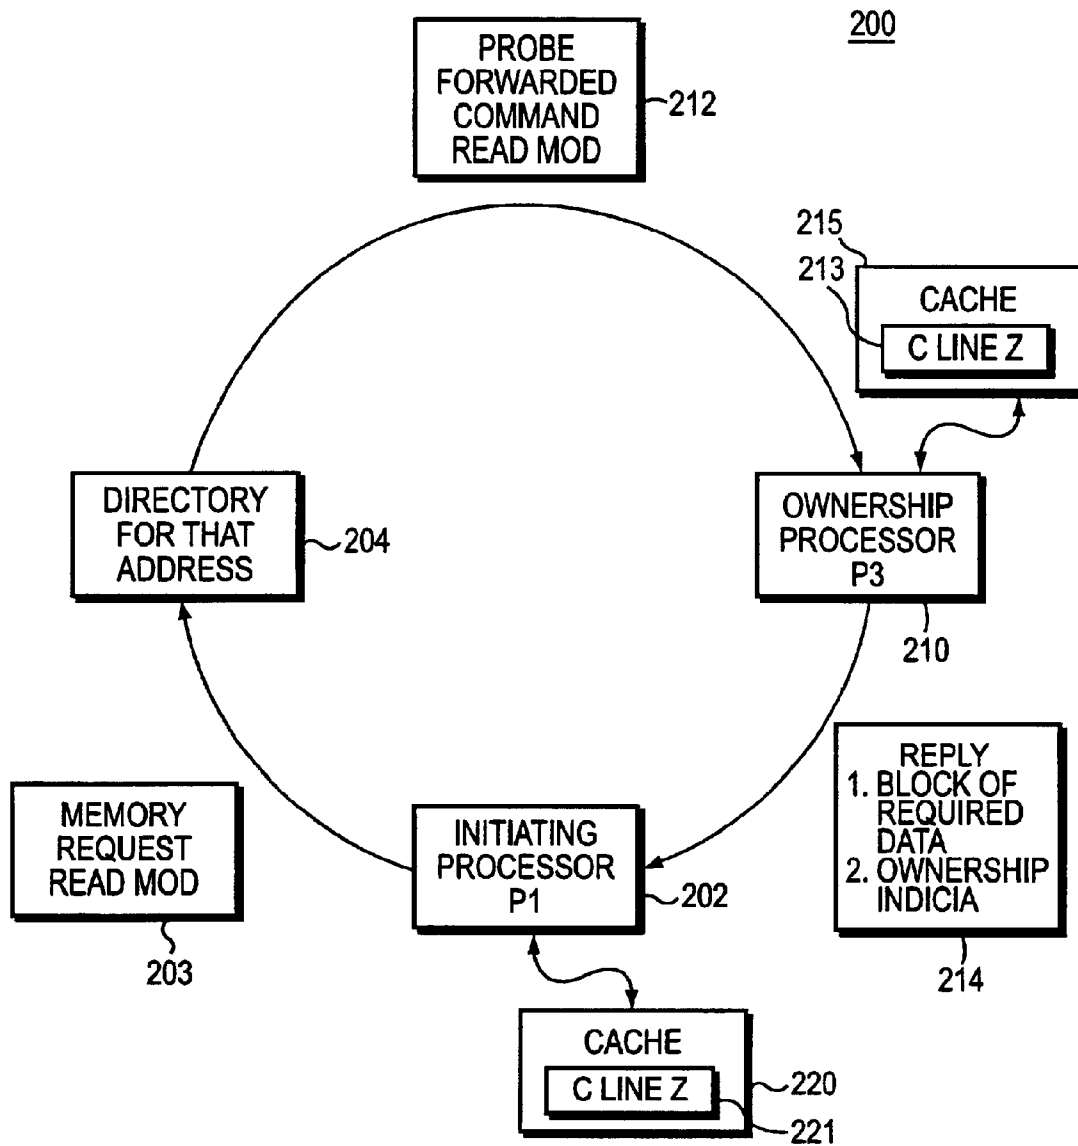 200
PROBE
FORWARDED
COMMAND
READ MOD
212
215
213
CACHE
C LINE Z
DIRECTORY
FOR THAT
ADDRESS
204
OWNERSHIP
PROCESSOR
P3
210
MEMORY
REQUEST
READ MOD
203
INITIATING
PROCESSOR
P1
202
REPLY
1. BLOCK OF
REQUIRED
DATA
2. OWNERSHIP
INDICIA
214
CACHE
C LINE Z
220
221